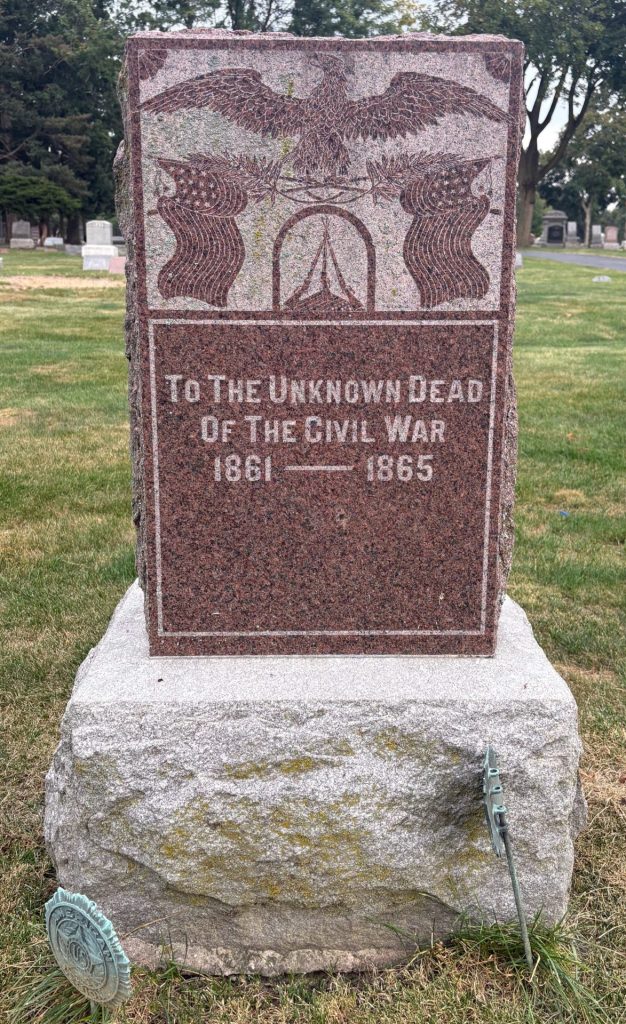 To The Unknown Dead
Of The Civil War
1861 — 1865